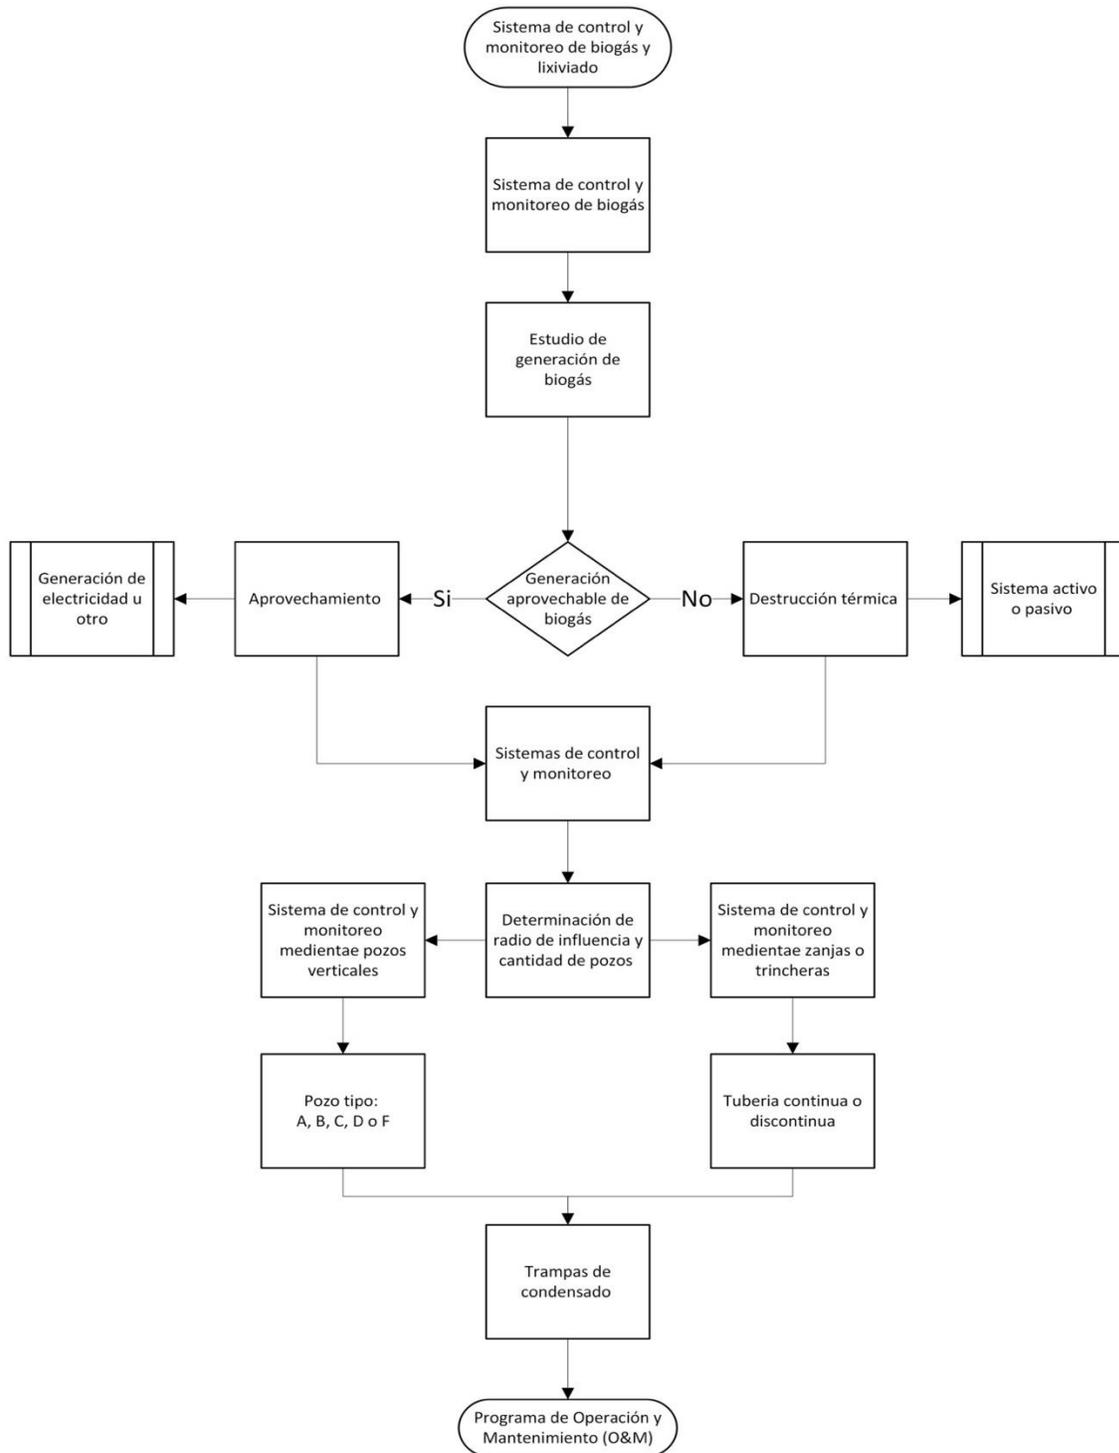 Sistema de control y
monitoreo de biogás y
lixiviado
Sistema de control y
monitoreo de biogás
Estudio de
generación de
biogás
Generación de
electricidad u
otro
Aprovechamiento
Si
Generación
aprovechable de
biogás
No
Destrucción térmica
Sistema activo
o pasivo
Sistemas de control
y monitoreo
Sistema de control y
monitoreo
medientae pozos
verticales
Determinación de
radio de influencia y
cantidad de pozos
Sistema de control y
monitoreo
medientae zanjas o
trincheras
Pozo tipo:
A, B, C, D o F
Tuberia continua o
discontinua
Trampas de
condensado
Programa de Operación y
Mantenimiento (O&M)